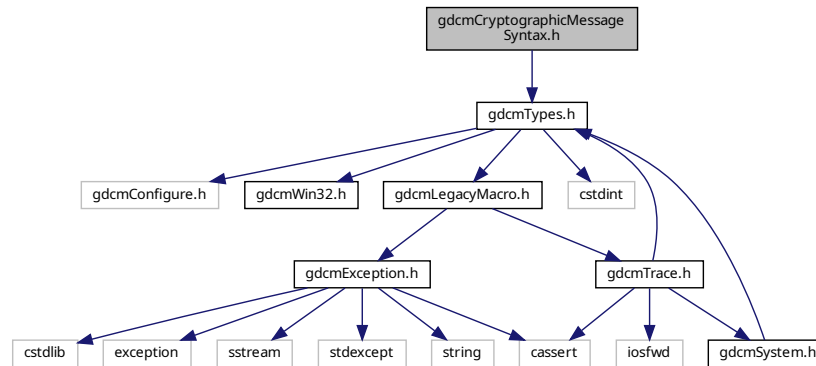 gdcmCryptographicMessage
Syntax.h
gdcmTypes.h
gdcmConfigure.h
gdcmWin32.h
gdcmLegacyMacro.h
cstdint
gdcmException.h
gdcmTrace.h
cstdlib
exception
sstream
stdexcept
string
cassert
iosfwd
gdcmSystem.h